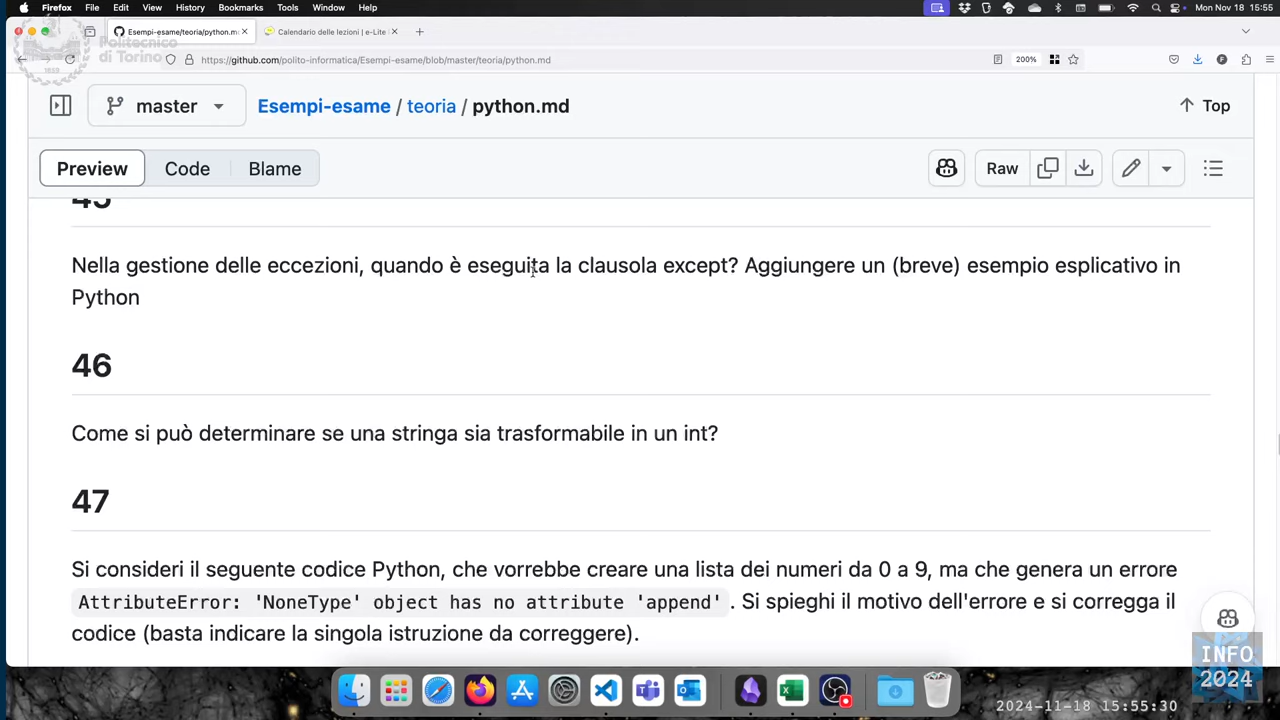 Firefox File Edit View History Bookmarks Tools Window Help
Mon Nov 18 15:55
Esempi-esame/teoria/python.m
Calendario delle lezioni | e-Lite
Politecnico
di Torino
1859
https://github.com/polito-informatica/Esempi-esame/blob/master/teoria/python.md
200%
master
Esempi-esame / teoria / python.md
Top
Preview Code Blame
Raw
45
Nella gestione delle eccezioni, quando è eseguita la clausola except? Aggiungere un (breve) esempio esplicativo in
Python
46
Come si può determinare se una stringa sia trasformabile in un int?
47
Si consideri il seguente codice Python, che vorrebbe creare una lista dei numeri da 0 a 9, ma che genera un errore
AttributeError: 'NoneType' object has no attribute 'append' . Si spieghi il motivo dell'errore e si corregga il
codice (basta indicare la singola istruzione da correggere).
INFO
2024
2024-11-18 15:55:30